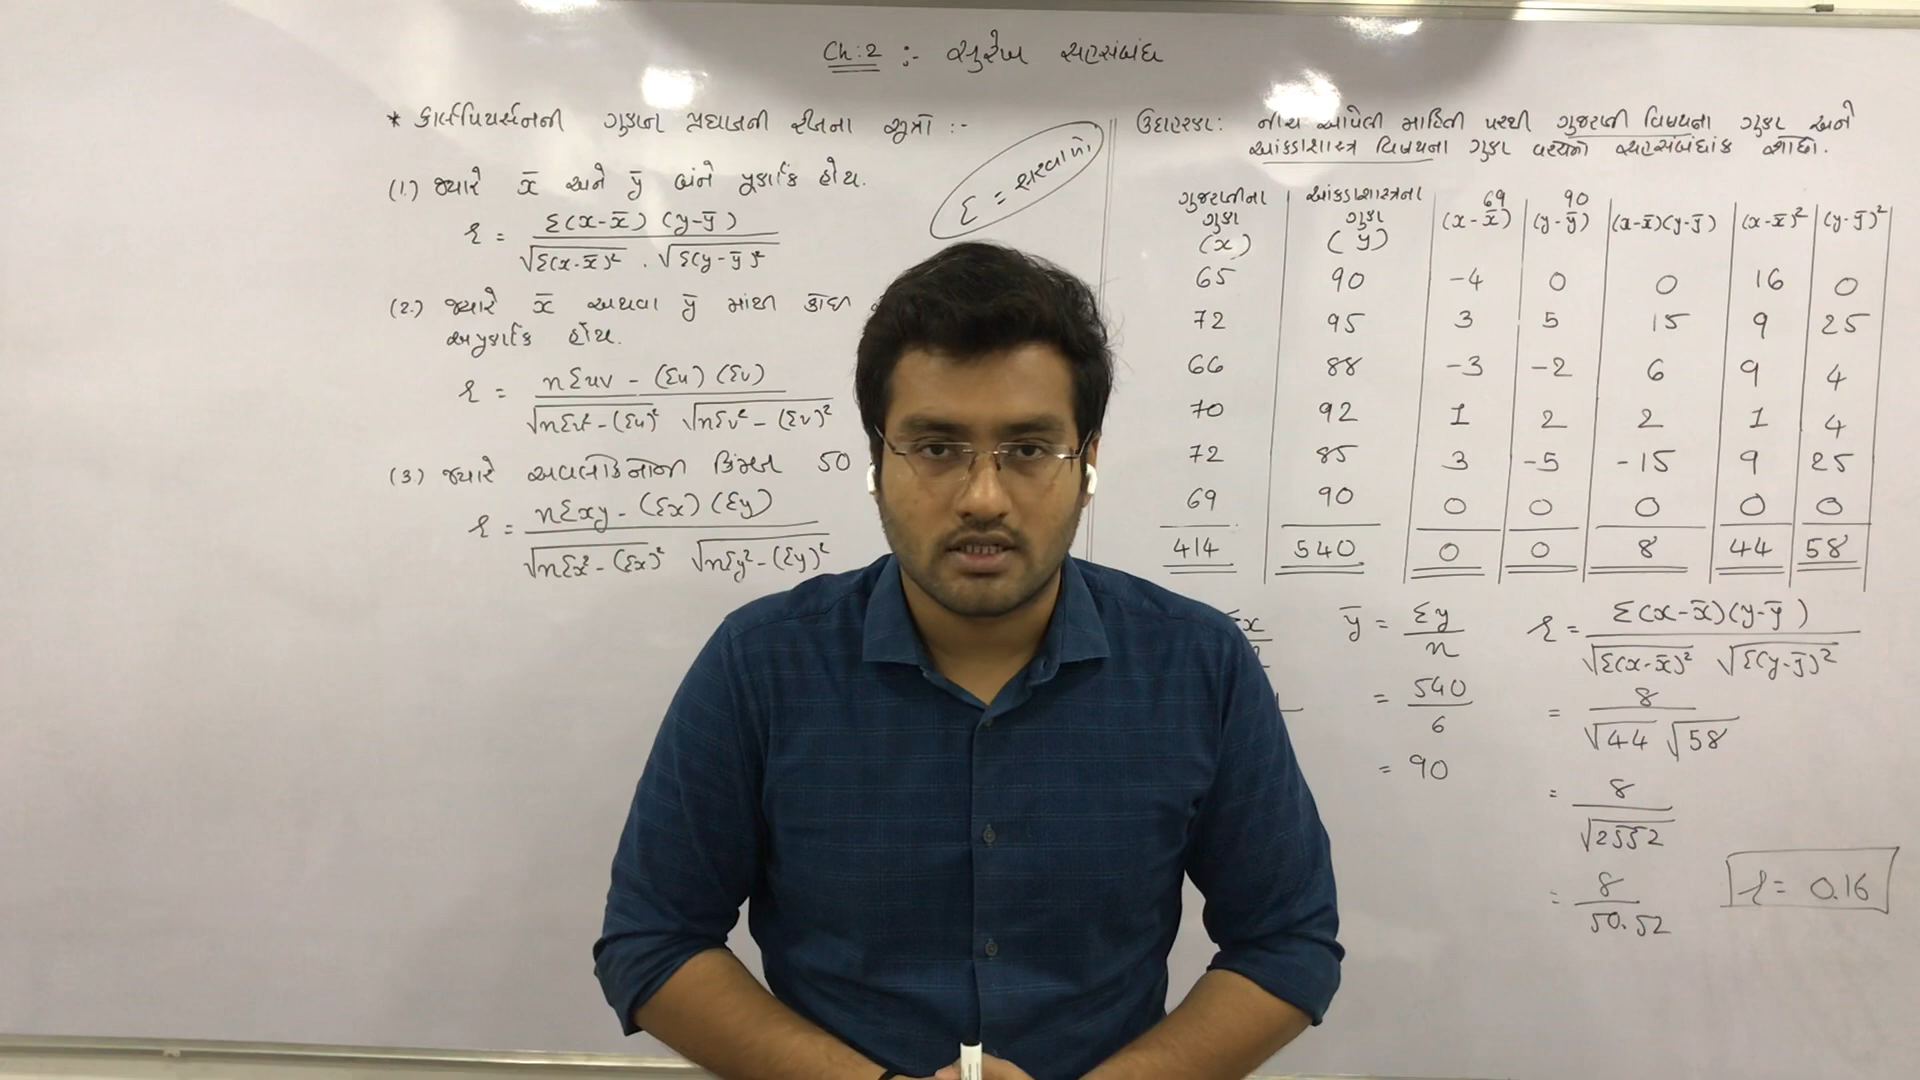 Ch:2 :- સુરેખ સહસંબંધ
* કાર્લપિયર્સનની ગુણાન પ્રઘાતની રીતના સૂત્રો :-
(1.) જ્યારે x̄ અને ȳ બંને પૂર્ણાંક હોય.
r = Σ(x-x̄) (y-ȳ) / √Σ(x-x̄)² . √Σ(y-ȳ)²
Σ = સરવાળો
(2.) જ્યારે x̄ અથવા ȳ માંથી કોઈ
અપૂર્ણાંક હોય.
r = nΣuv - (Σu) (Σv) / √nΣu² - (Σu)² √nΣv² - (Σv)²
(3.) જ્યારે અવલોકનોની કિંમત 50
r = nΣxy - (Σx) (Σy) / √nΣx² - (Σx)² √nΣy² - (Σy)²
ઉદાહરણ: નીચે આપેલી માહિતી પરથી ગુજરાતી વિષયના ગુણ અને
આંકડાશાસ્ત્ર વિષયના ગુણ વચ્ચેનો સહસંબંધાંક શોધો.
69 90
ગુજરાતીના ગુણ (x) આંકડાશાસ્ત્રના ગુણ (y) (x-x̄) (y-ȳ) (x-x̄)(y-ȳ) (x-x̄)² (y-ȳ)²
65 90 -4 0 0 16 0
72 95 3 5 15 9 25
66 88 -3 -2 6 9 4
70 92 1 2 2 1 4
72 85 3 -5 -15 9 25
69 90 0 0 0 0 0
414 540 0 0 8 44 58
Σx
ȳ = Σy / n
= 540 / 6
= 90
r = Σ(x-x̄)(y-ȳ) / √Σ(x-x̄)² √Σ(y-ȳ)²
= 8 / √44 √58
= 8 / √2552
= 8 / 50.52
r = 0.16